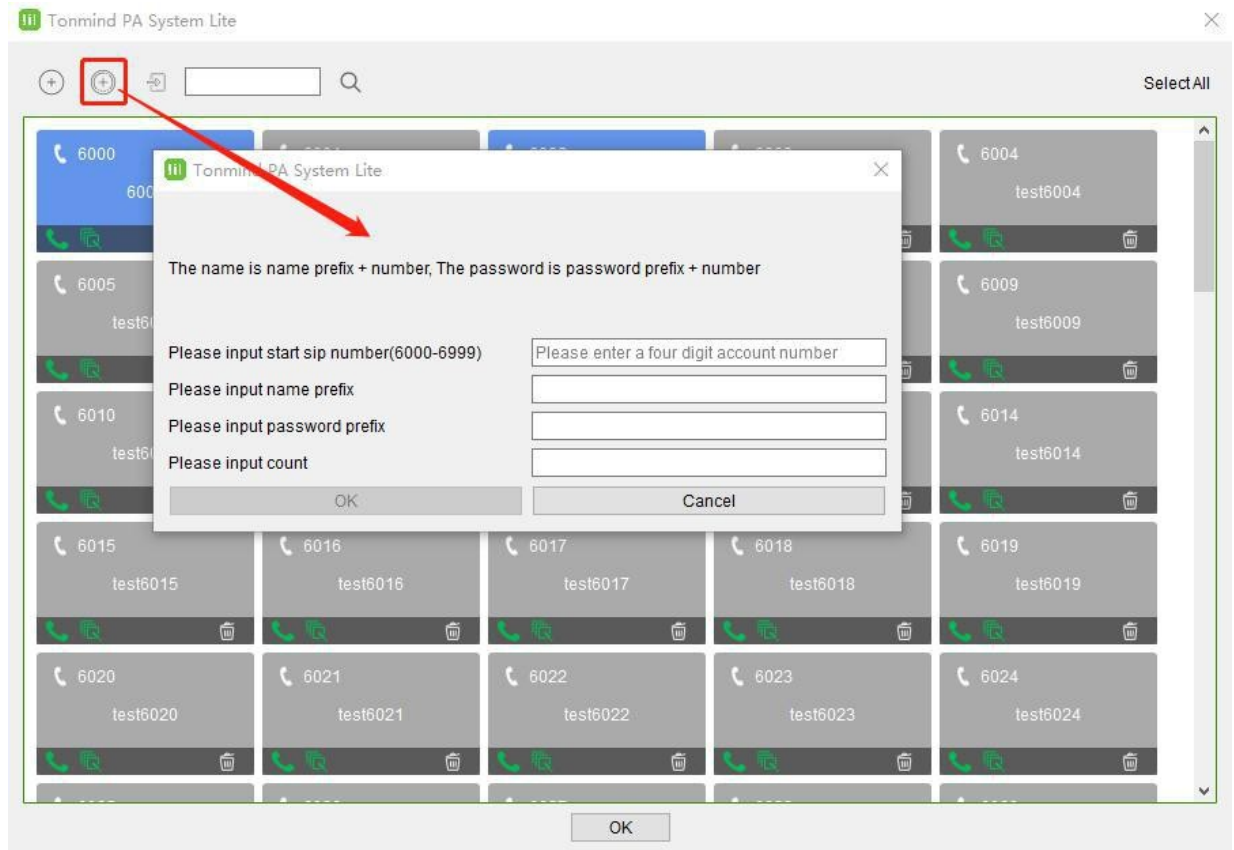 Tonmind PA System Lite
Select All
6000
6004
Tonmind PA System Lite
600
test6004
The name is name prefix + number, The password is password prefix + number
6005
6009
test6009
Please input start sip number(6000-6999)
Please enter a four digit account number
Please input name prefix
6010
6014
Please input password prefix
test6014
Please input count
OK
Cancel
6015
6016
6017
6018
6019
test6015
test6016
test6017
test6018
test6019
6020
6021
6022
6023
6024
test6020
test6021
test6022
test6023
test6024
OK